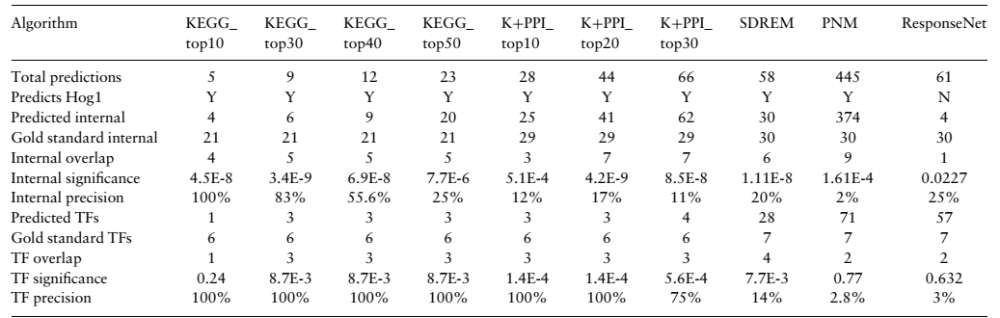 Algorithm KEGG_ KEGG_ KEGG_ KEGG_ K+PPI_ K+PPI_ K+PPI_ SDREM PNM ResponseNet
top10 top30 top40 top50 top10 top20 top30
Total predictions 5 9 12 23 28 44 66 58 445 61
Predicts Hog1 Y Y Y Y Y Y Y Y Y N
Predicted internal 4 6 9 20 25 41 62 30 374 4
Gold standard internal 21 21 21 21 29 29 29 30 30 30
Internal overlap 4 5 5 5 3 7 7 6 9 1
Internal significance 4.5E-8 3.4E-9 6.9E-8 7.7E-6 5.1E-4 4.2E-9 8.5E-8 1.11E-8 1.61E-4 0.0227
Internal precision 100% 83% 55.6% 25% 12% 17% 11% 20% 2% 25%
Predicted TFs 1 3 3 3 3 3 4 28 71 57
Gold standard TFs 6 6 6 6 6 6 6 7 7 7
TF overlap 1 3 3 3 3 3 3 4 2 2
TF significance 0.24 8.7E-3 8.7E-3 8.7E-3 1.4E-4 1.4E-4 5.6E-4 7.7E-3 0.77 0.632
TF precision 100% 100% 100% 100% 100% 100% 75% 14% 2.8% 3%